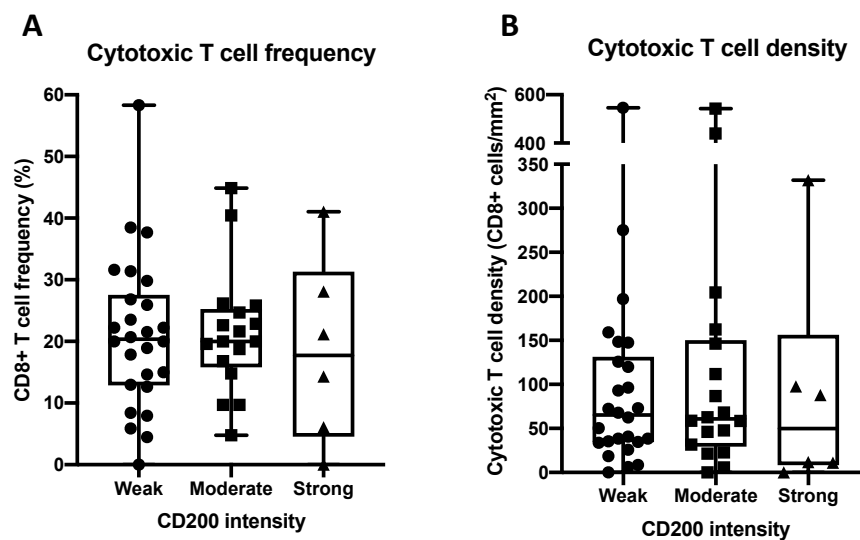 A
Cytotoxic T cell frequency
CD8+ T cell frequency (%)
60
50
40
30
20
10
0
Weak Moderate Strong
CD200 intensity
B
Cytotoxic T cell density
Cytotoxic T cell density (CD8+ cells/mm²)
600
400
350
300
250
200
150
100
50
0
Weak Moderate Strong
CD200 intensity